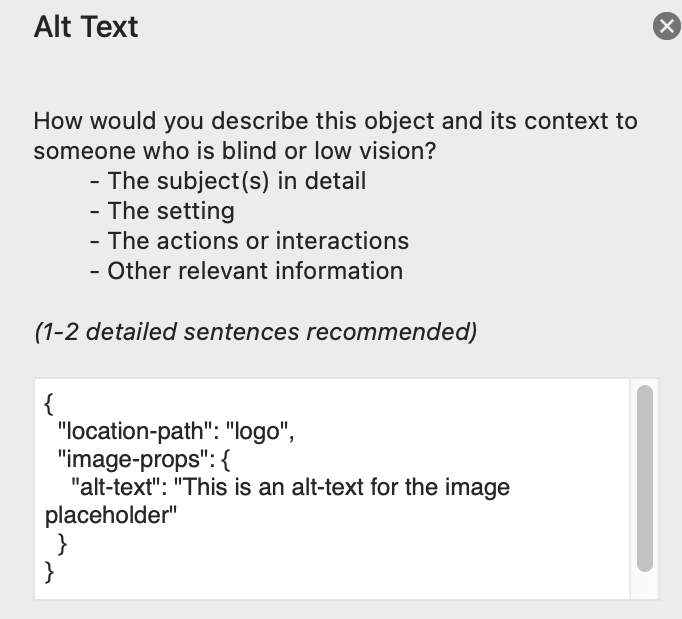 Alt Text
How would you describe this object and its context to
someone who is blind or low vision?
- The subject(s) in detail
- The setting
- The actions or interactions
- Other relevant information
(1-2 detailed sentences recommended)
{
"location-path": "logo",
"image-props": {
"alt-text": "This is an alt-text for the image
placeholder"
}
}